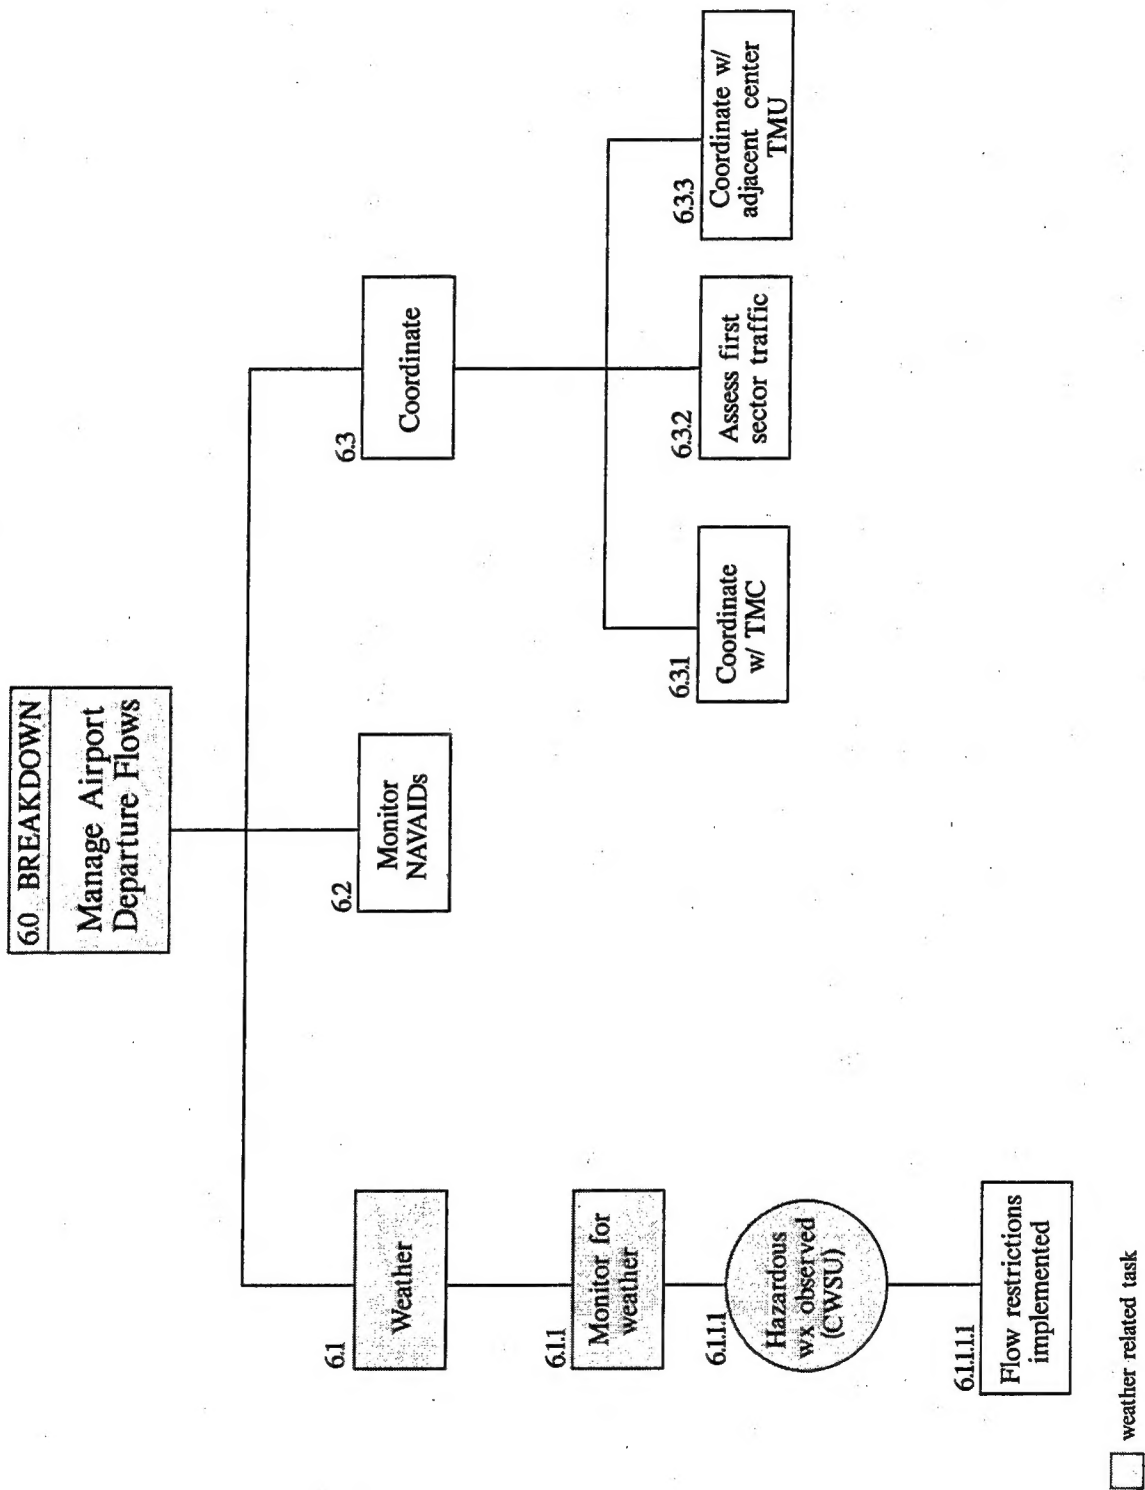 6.0 BREAKDOWN
Manage Airport
Departure Flows
6.1
Weather
6.2
Monitor
NAVAIDs
6.3
Coordinate
6.1.1
Monitor for
weather
6.1.1.1
Hazardous
wx observed
(CWSU)
6.1.1.1.1
Flow restrictions
implemented
6.3.1
Coordinate
w/ TMC
6.3.2
Assess first
sector traffic
6.3.3
Coordinate w/
adjacent center
TMU
weather related task